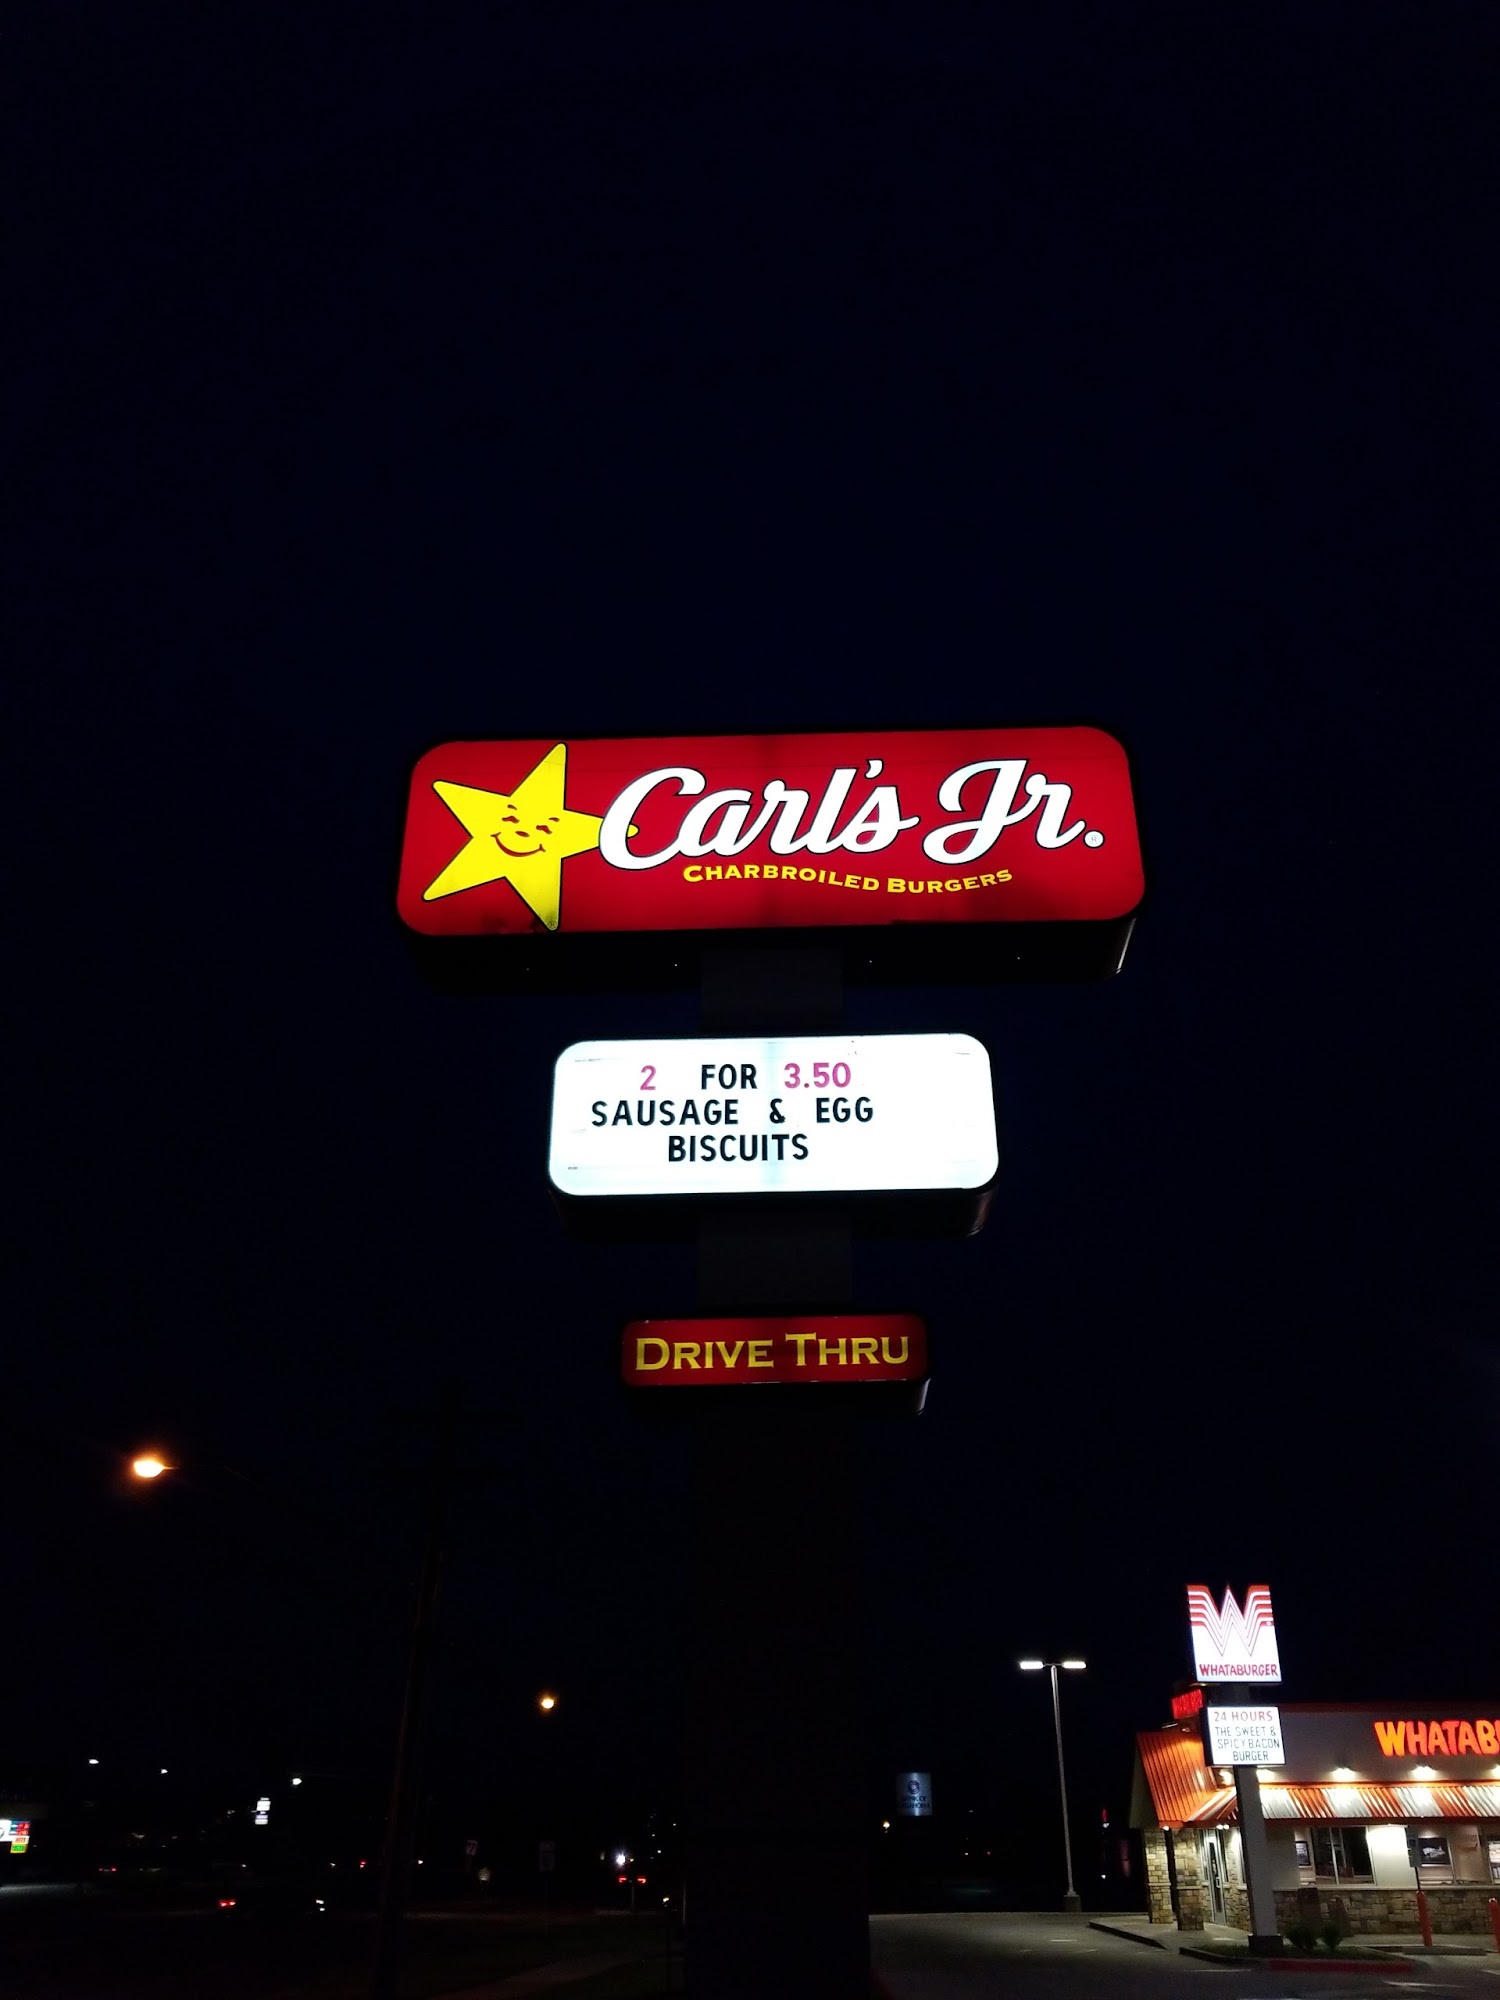 Carl's Jr.
CHARBROILED BURGERS
2 FOR 3.50
SAUSAGE & EGG
BISCUITS
DRIVE THRU
WHATABURGER
24 HOURS
THE SWEET &
SPICY BACON
BURGER
WHATAB